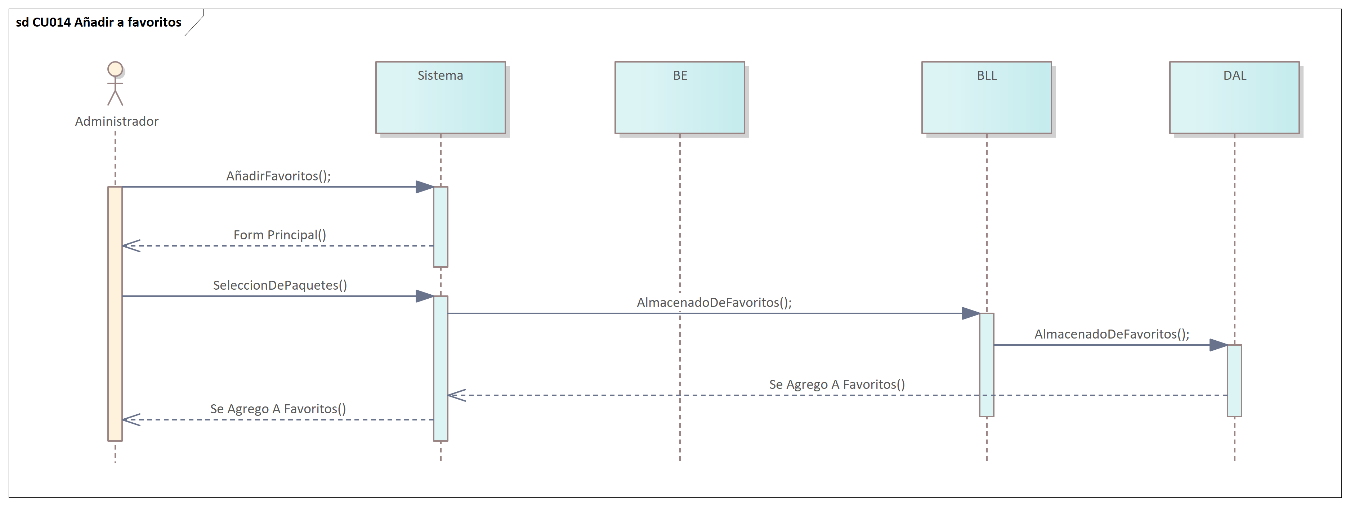 sd CU014 Añadir a favoritos
Administrador
Sistema
BE
BLL
DAL
AñadirFavoritos();
Form Principal()
SeleccionDePaquetes()
AlmacenadoDeFavoritos();
AlmacenadoDeFavoritos();
Se Agrego A Favoritos()
Se Agrego A Favoritos()